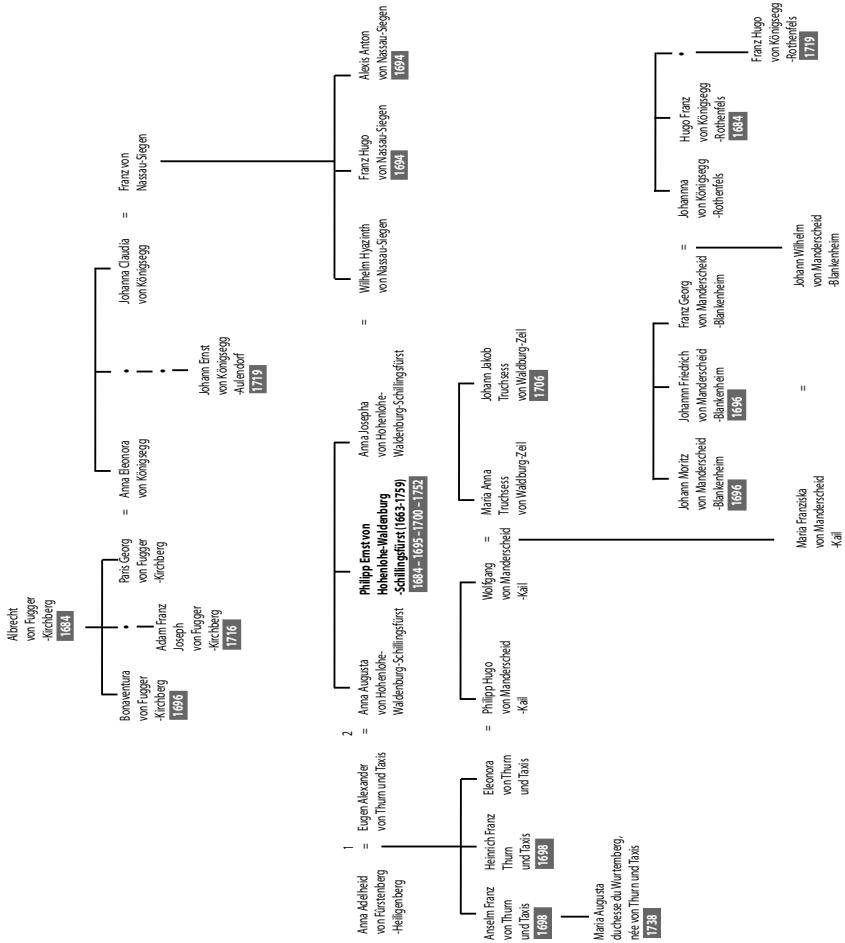 Albrecht
von Fugger
-Kirchberg
1684
Bonaventura
von Fugger
-Kirchberg
1696
Adam Franz
Joseph
von Fugger
-Kirchberg
1716
Paris Georg
von Fugger
-Kirchberg
=
Anna Eleonora
von Königsegg
Johann Ernst
von Königsegg
-Aulendorf
1719
Johanna Claudia
von Königsegg
=
Franz von
Nassau-Siegen
Anna Adelheid
von Fürstenberg
-Heiligenberg
1
=
Eugen Alexander
von Thurn und Taxis
2
=
Anna Augusta
von Hohenlohe-
Waldenburg-Schillingsfürst
Philipp Ernst von
Hohenlohe-Waldenburg
-Schillingsfürst (1663-1759)
1684 – 1695 –1700 – 1752
Anna Josepha
von Hohenlohe-
Waldenburg-Schillingsfürst
=
Wilhelm Hyazinth
von Nassau-Siegen
Franz Hugo
von Nassau-Siegen
1694
Alexis Anton
von Nassau-Siegen
1694
Anselm Franz
von Thurn
und Taxis
1698
Heinrich Franz
Thurn
und Taxis
1698
Eleonora
von Thurn
und Taxis
=
Philipp Hugo
von Manderscheid
-Kail
Wolfgang
von Manderscheid
-Kail
=
Maria Anna
Truchsess
von Waldburg-Zeil
Johann Jakob
Truchsess
von Waldburg-Zeil
1706
Maria Augusta
duchesse du Wurtemberg,
née von Thurn und Taxis
1738
Johann Moritz
von Manderscheid
-Blankenheim
1696
Johann Friedrich
von Manderscheid
-Blankenheim
1696
Franz Georg
von Manderscheid
-Blankenheim
=
Johannna
von Königsegg
-Rothenfels
Hugo Franz
von Königsegg
-Rothenfels
1684
Franz Hugo
von Königsegg
-Rothenfels
1719
Maria Franziska
von Manderscheid
-Kail
=
Johann Wilhelm
von Manderscheid
-Blankenheim